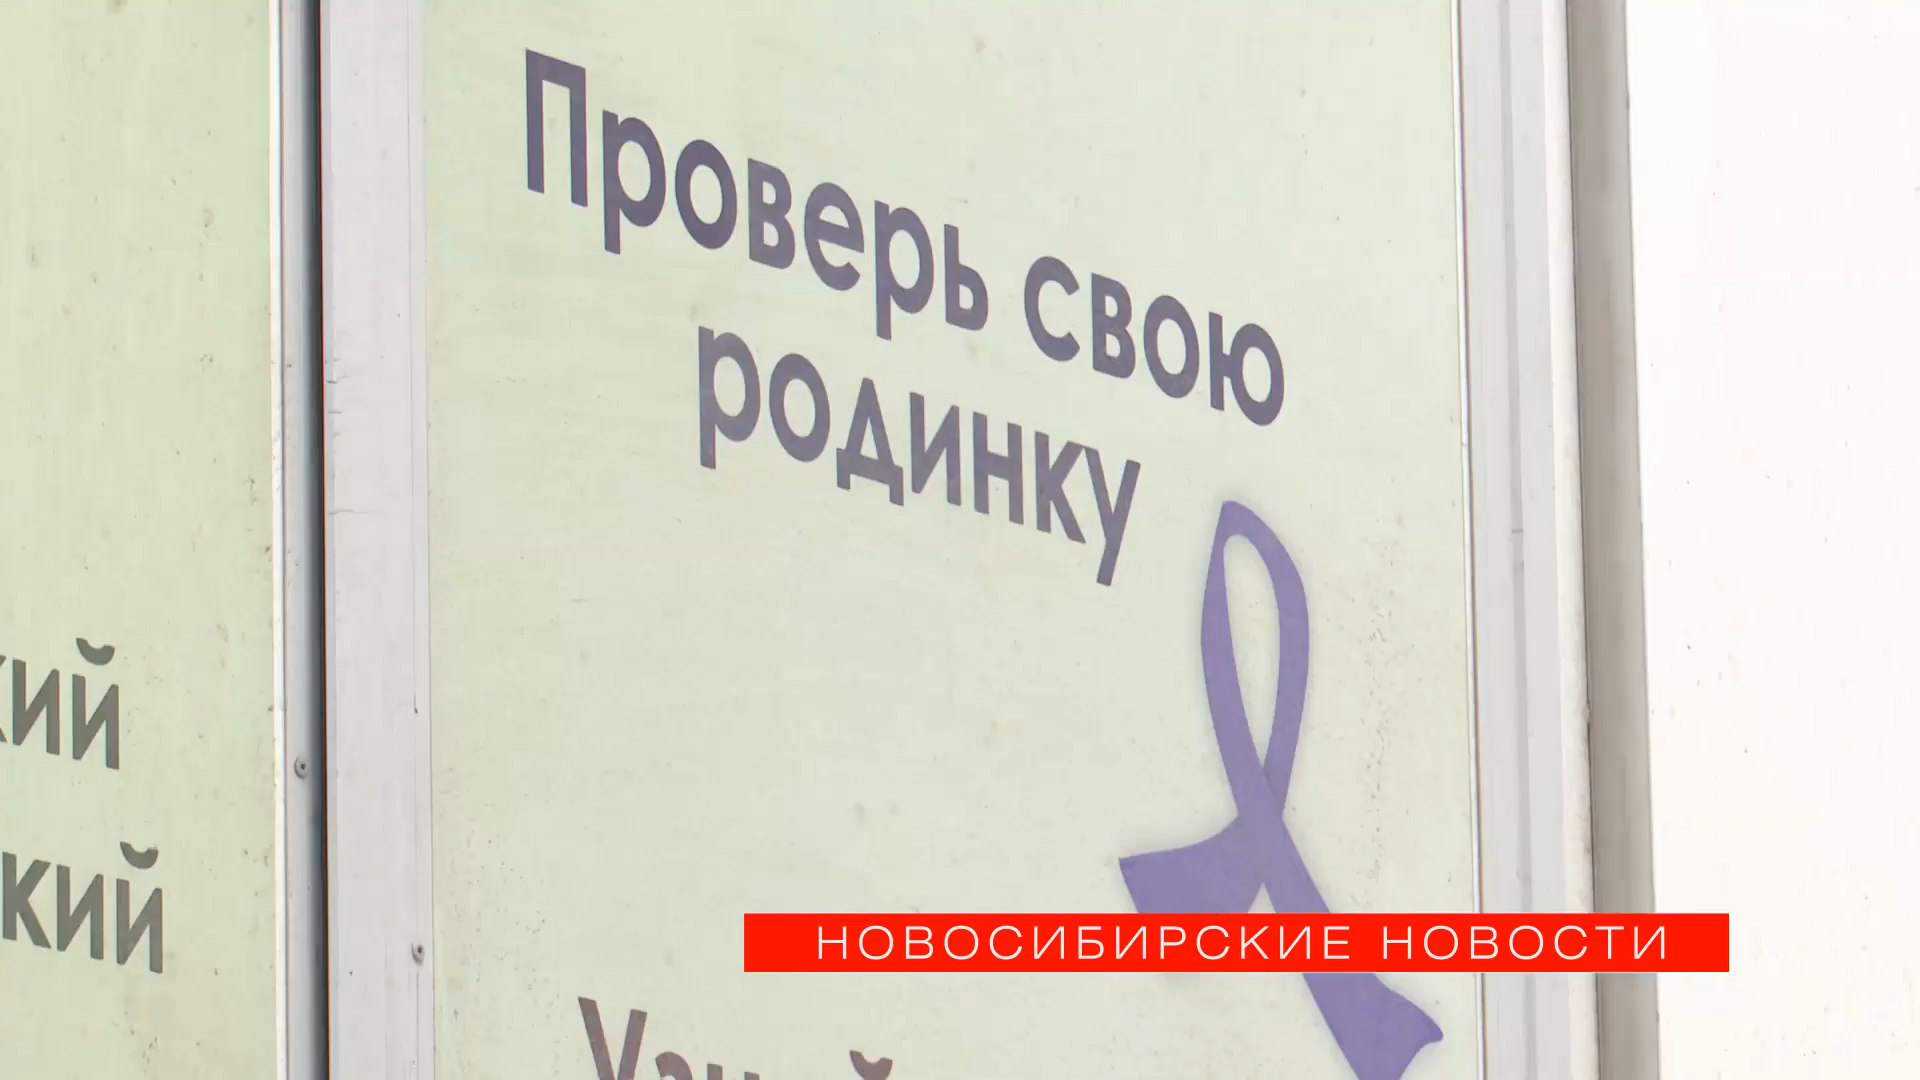 Проверь свою
родинку
кий
кий
НОВОСИБИРСКИЕ НОВОСТИ